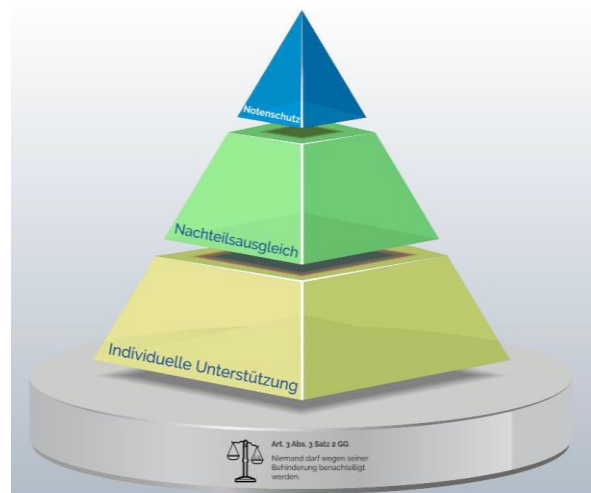 Notenschutz
Nachteilsausgleich
Individuelle Unterstützung
Art. 3 Abs. 3 Satz 2 GG
Niemand darf wegen seiner
Behinderung benachteiligt
werden.